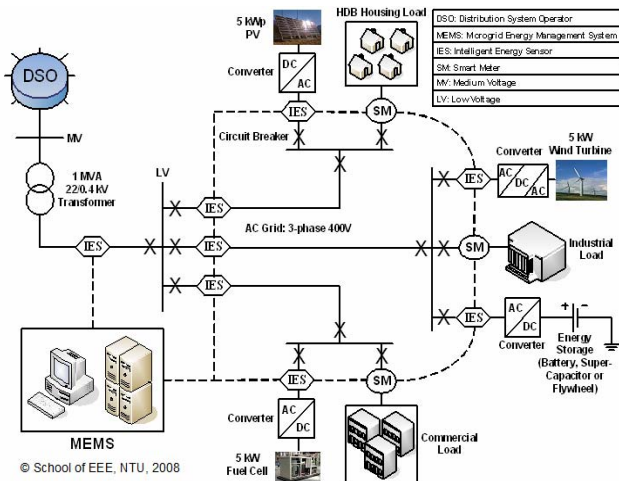 5 kWp
PV
HDB Housing Load
DSO: Distribution System Operator
MEMS: Microgrid Energy Management System
IES: Intelligent Energy Sensor
SM: Smart Meter
MV: Medium Voltage
LV: Low Voltage
DSO
Converter
DC
AC
IES
SM
Circuit Breaker
MV
1 MVA
22/0.4 kV
Transformer
LV
5 kW
Wind Turbine
Converter
AC
DC
AC
IES
IES
AC Grid: 3-phase 400V
IES
IES
SM
Industrial
Load
IES
IES
AC
DC
Converter
+ -
Energy
Storage
(Battery, Super-
Capacitor or
Flywheel)
MEMS
IES
SM
Converter
AC
DC
5 kW
Fuel Cell
Commercial
Load
© School of EEE, NTU, 2008